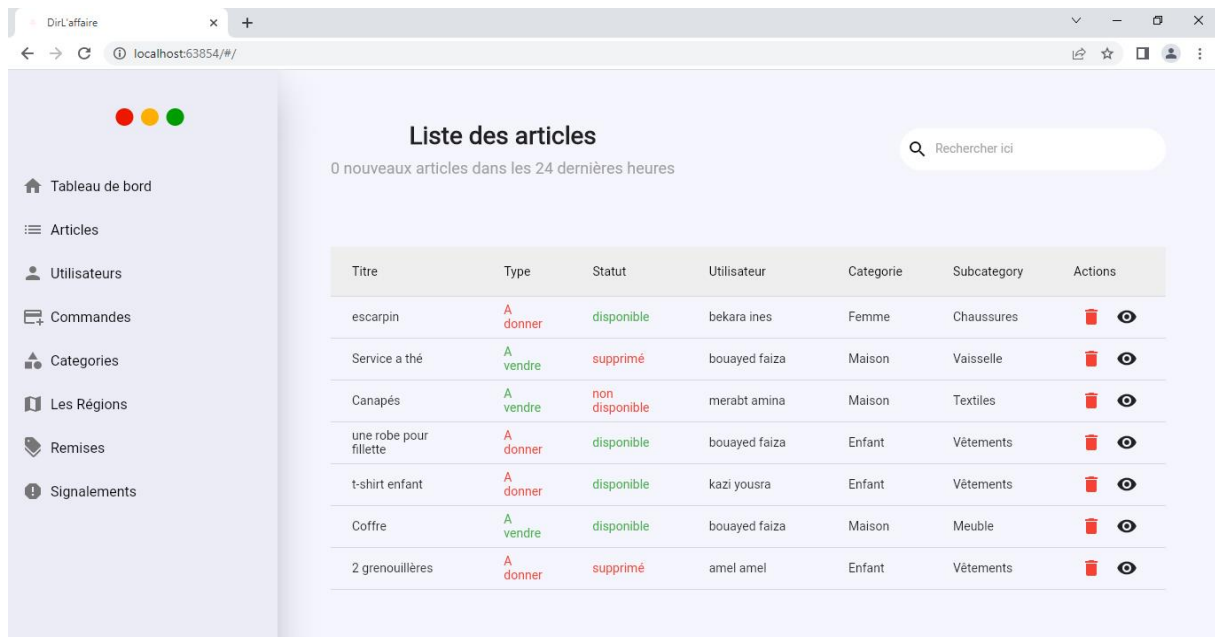 DirL'affaire
localhost:63854/#/
Liste des articles
0 nouveaux articles dans les 24 dernières heures
Rechercher ici
Tableau de bord
Articles
Utilisateurs
Commandes
Categories
Les Régions
Remises
Signalements
Titre Type Statut Utilisateur Categorie Subcategory Actions
escarpin A donner disponible bekara ines Femme Chaussures
Service a thé A vendre supprimé bouayed faiza Maison Vaisselle
Canapés A vendre non disponible merabt amina Maison Textiles
une robe pour fillette A donner disponible bouayed faiza Enfant Vêtements
t-shirt enfant A donner disponible kazi yousra Enfant Vêtements
Coffre A vendre disponible bouayed faiza Maison Meuble
2 grenouillères A donner supprimé amel amel Enfant Vêtements